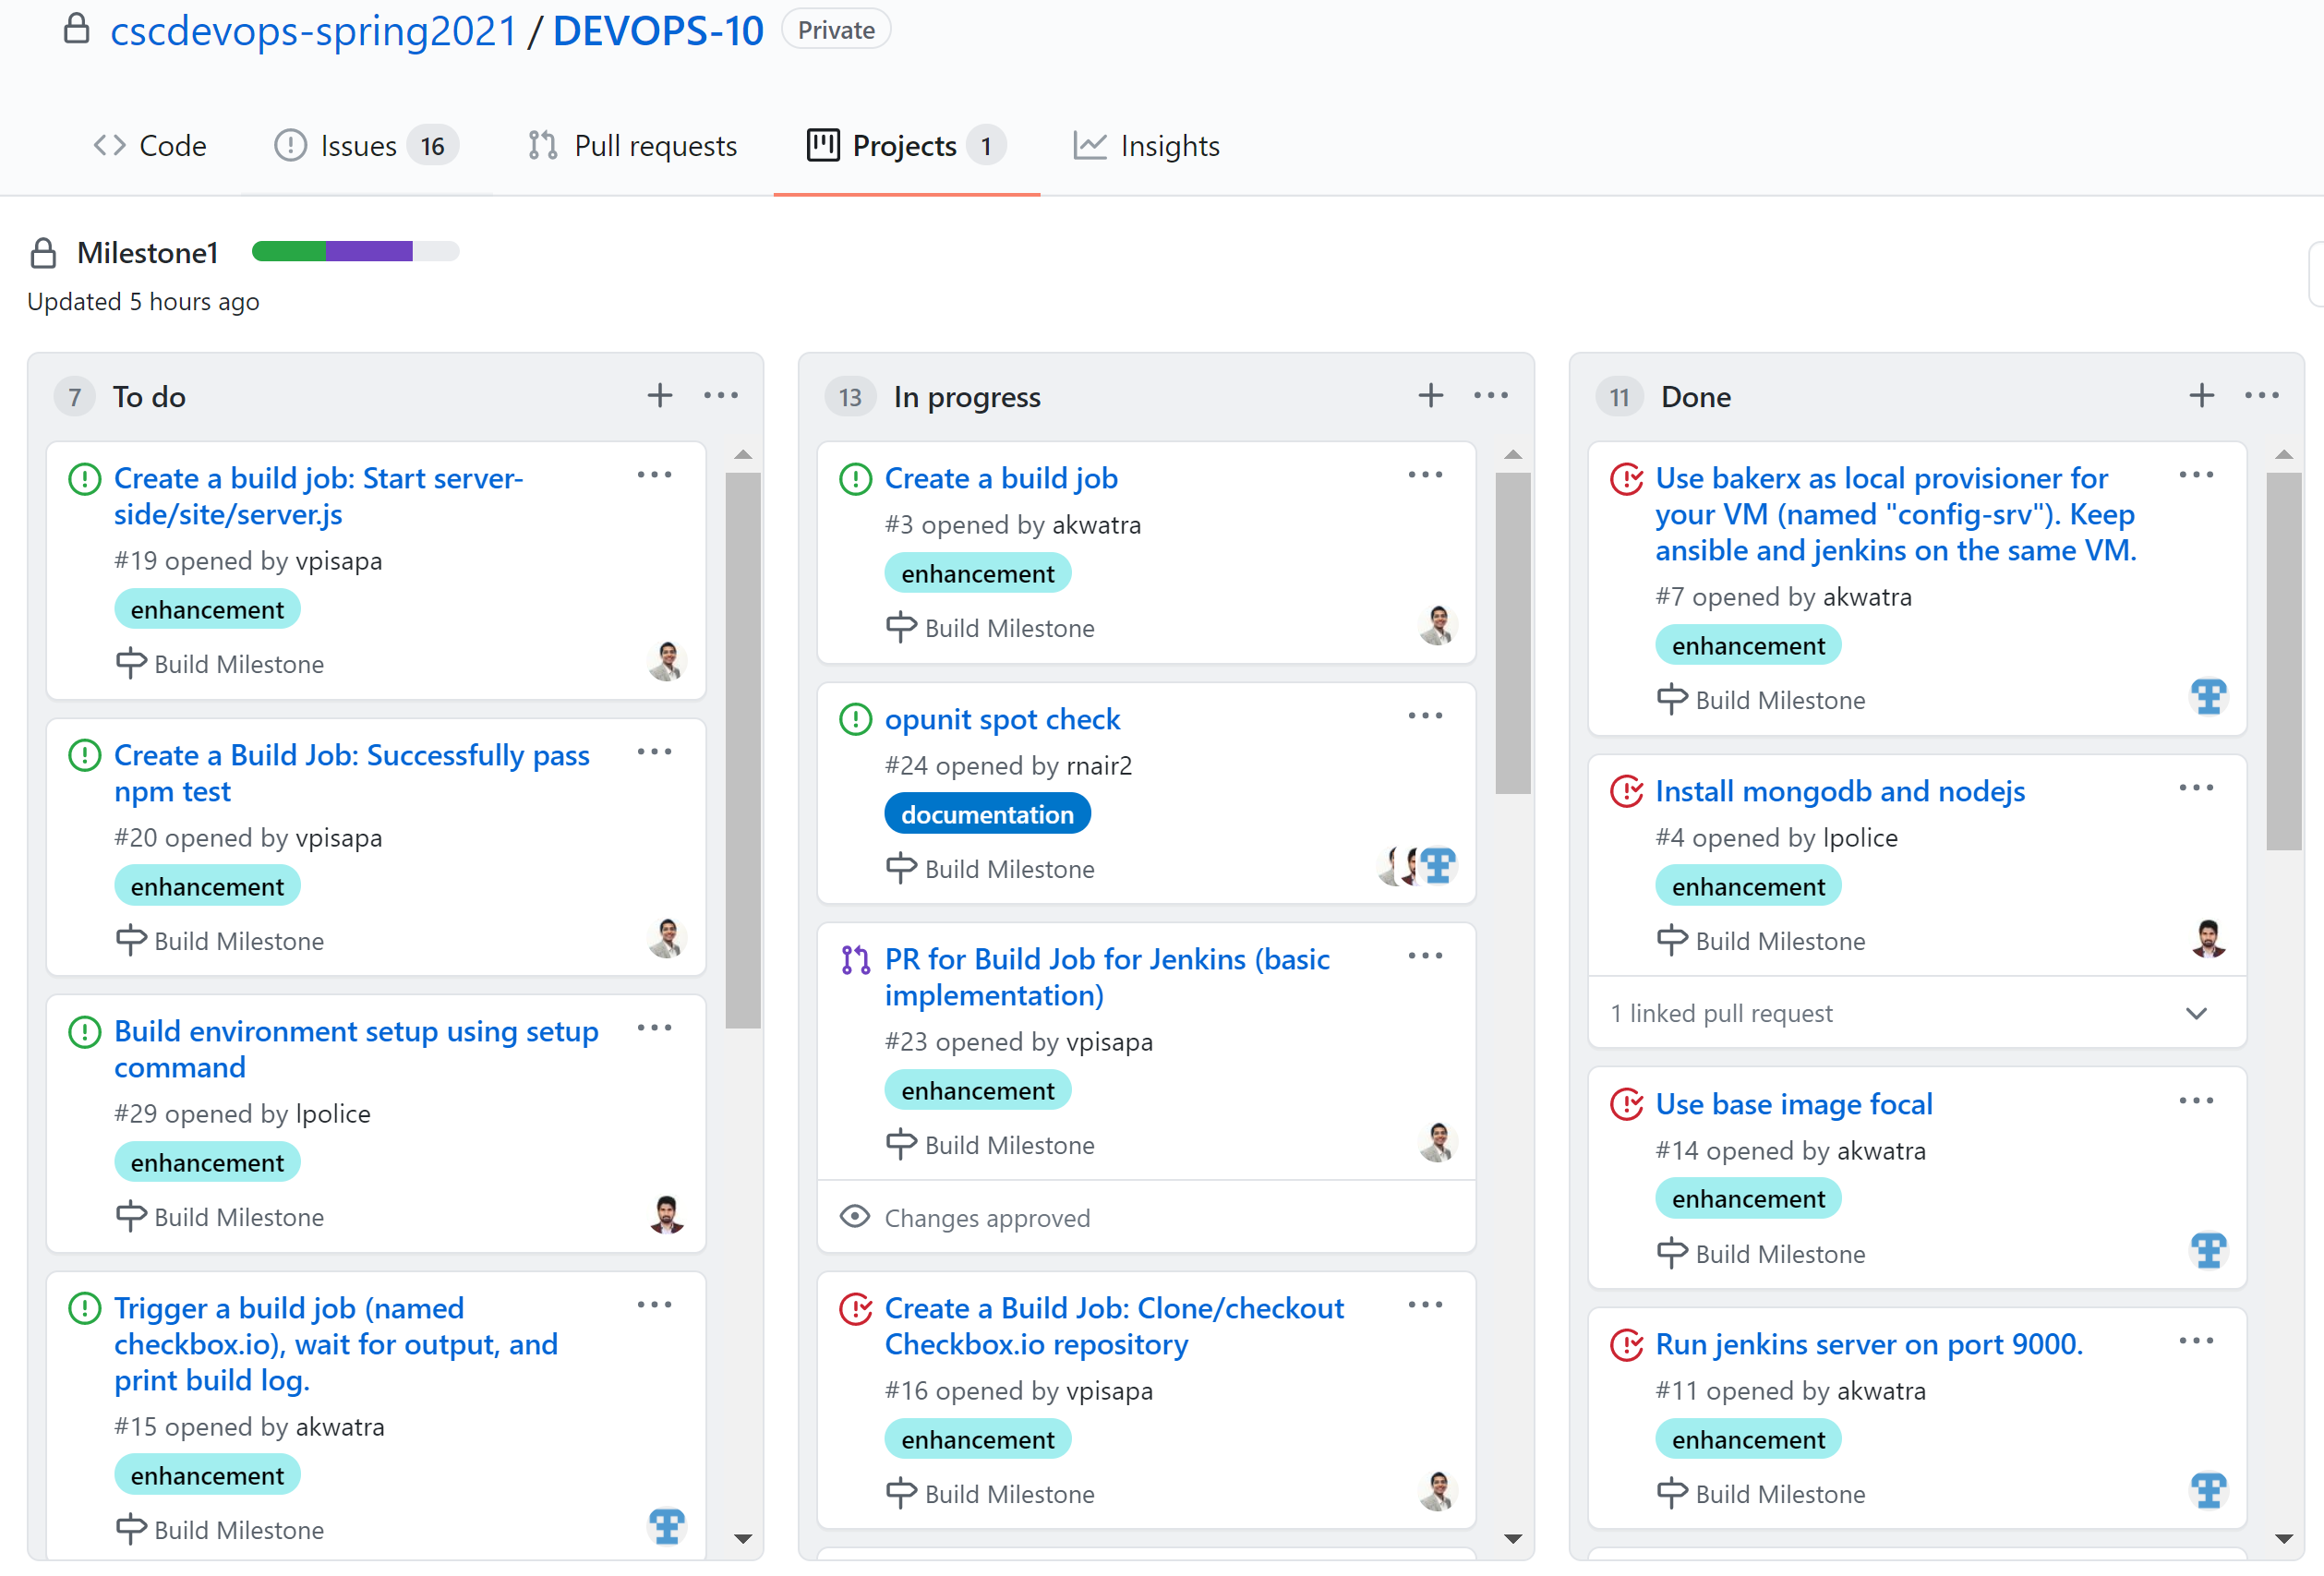 cscdevops-spring2021 / DEVOPS-10 Private
Code Issues 16 Pull requests Projects 1 Insights
Milestone1
Updated 5 hours ago
7 To do
Create a build job: Start server-
side/site/server.js
#19 opened by vpisapa
enhancement
Build Milestone
Create a Build Job: Successfully pass
npm test
#20 opened by vpisapa
enhancement
Build Milestone
Build environment setup using setup
command
#29 opened by lpolice
enhancement
Build Milestone
Trigger a build job (named
checkbox.io), wait for output, and
print build log.
#15 opened by akwatra
enhancement
Build Milestone
13 In progress
Create a build job
#3 opened by akwatra
enhancement
Build Milestone
opunit spot check
#24 opened by rnair2
documentation
Build Milestone
PR for Build Job for Jenkins (basic
implementation)
#23 opened by vpisapa
enhancement
Build Milestone
Changes approved
Create a Build Job: Clone/checkout
Checkbox.io repository
#16 opened by vpisapa
enhancement
Build Milestone
11 Done
Use bakerx as local provisioner for
your VM (named "config-srv"). Keep
ansible and jenkins on the same VM.
#7 opened by akwatra
enhancement
Build Milestone
Install mongodb and nodejs
#4 opened by lpolice
enhancement
Build Milestone
1 linked pull request
Use base image focal
#14 opened by akwatra
enhancement
Build Milestone
Run jenkins server on port 9000.
#11 opened by akwatra
enhancement
Build Milestone